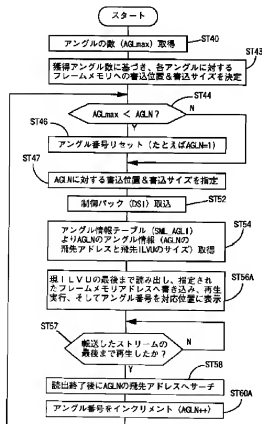 スタート
アングルの数 (AGLmax) 取得
ST40
獲得アングル数に基づき、各アングルに対する
フレームメモリへの書込位置&書込サイズを決定
ST43
ST44
AGLmax < AGLN?
N
Y
ST46
アングル番号リセット (たとえばAGLN=1)
ST47
AGLNに対する書込位置&書込サイズを指定
ST52
制御パック (DSI) 取込
ST54
アングル情報テーブル (SML_AGLI)
よりAGLNのアングル情報 (AGLNの
飛先アドレスと飛先ILVUのサイズ) 取得
ST56A
現ILVUの最後まで読み出し、指定され
たフレームメモリアドレスへ書き込み、再生
実行、そしてアングル番号を対応位置に表示
ST57
転送したストリームの
最後まで再生したか?
N
Y
ST58
読出終了後にAGLNの飛先アドレスへサーチ
ST60A
アングル番号をインクリメント (AGLN++)